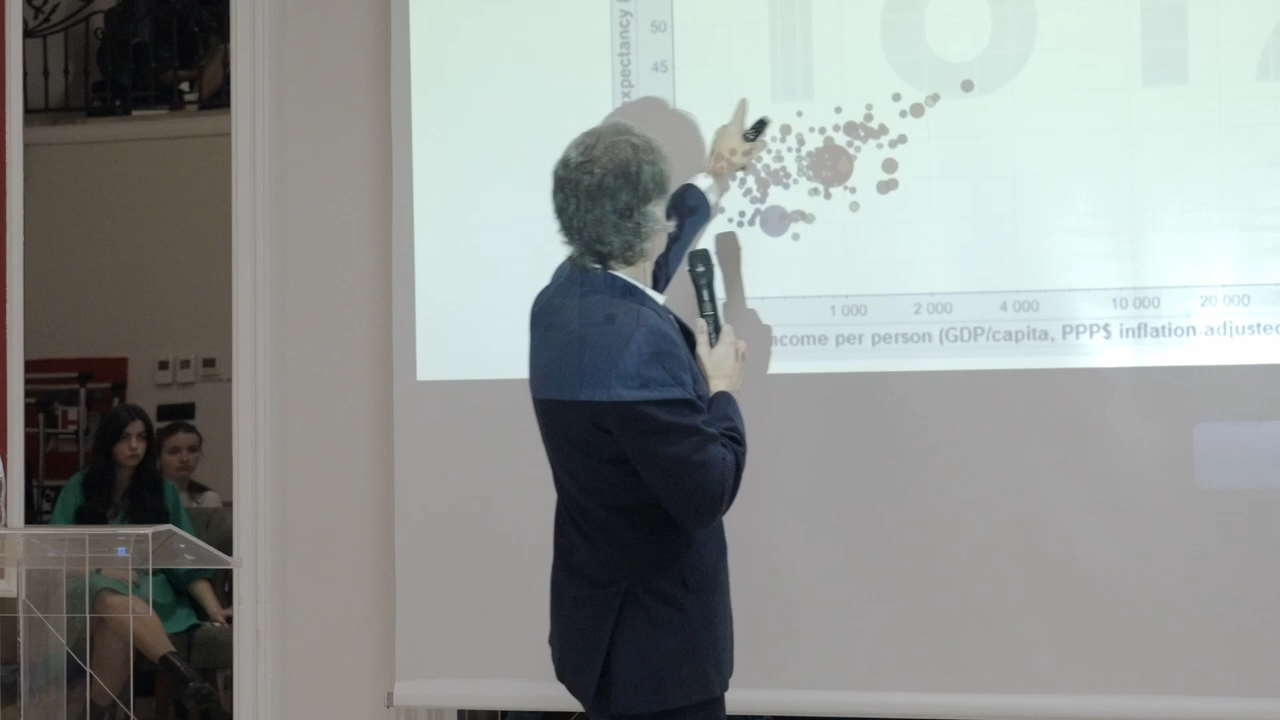 xpectancy (
50
45
1 000 2 000 4 000 10 000 20 000
ncome per person (GDP/capita, PPP$ inflation adjusted